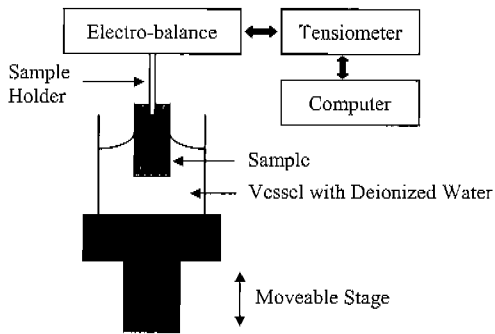 Electro-balance
Tensiometer
Sample
Holder
Computer
Sample
Vessel with Deionized Water
Moveable Stage